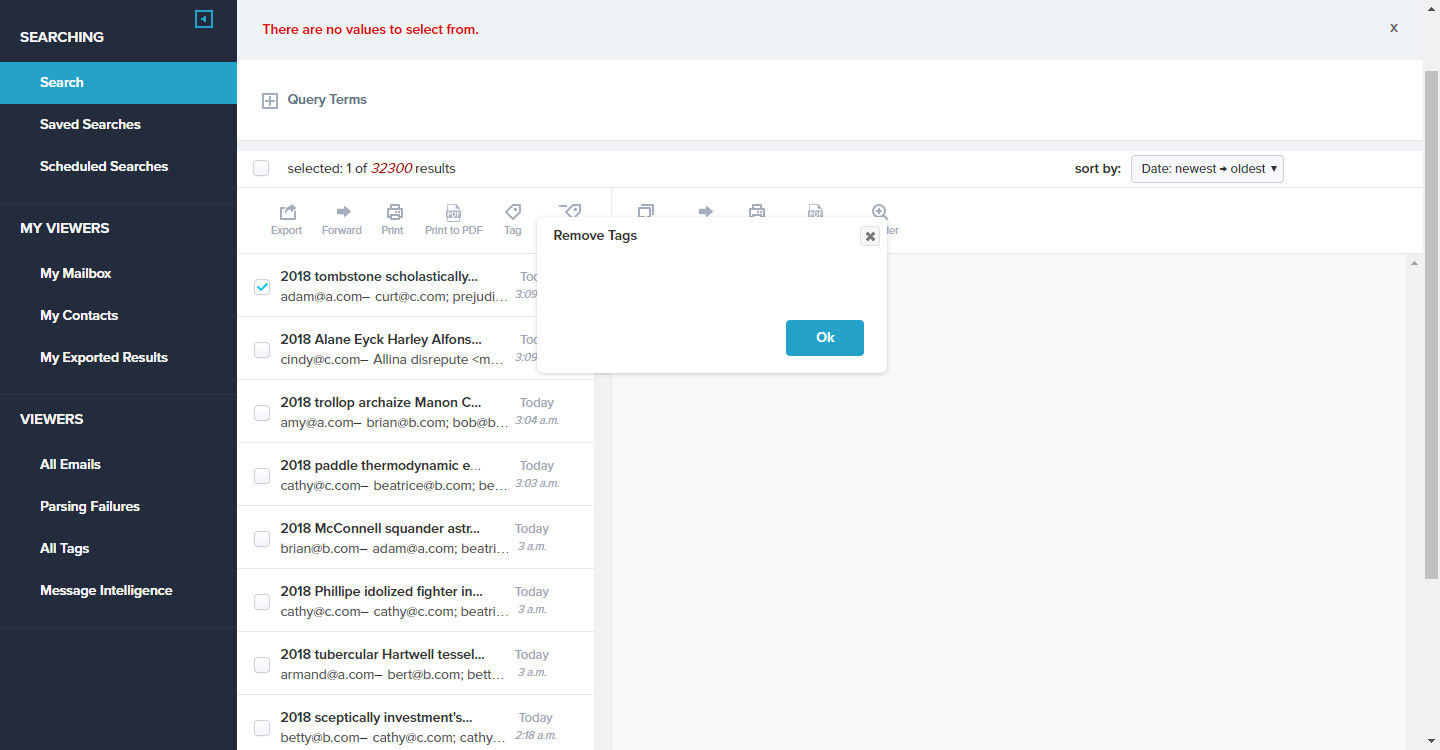 SEARCHING
Search
Saved Searches
Scheduled Searches
MY VIEWERS
My Mailbox
My Contacts
My Exported Results
VIEWERS
All Emails
Parsing Failures
All Tags
Message Intelligence
There are no values to select from.
x
Query Terms
selected: 1 of 32300 results
sort by: Date: newest → oldest
Export Forward Print Print to PDF Tag
Remove Tags
Ok
2018 tombstone scholastically...
adam@a.com– curt@c.com; prejudi... 3:09
2018 Alane Eyck Harley Alfons...
cindy@c.com– Allina disrepute <m... 3:09
2018 trollop archaize Manon C... Today
amy@a.com– brian@b.com; bob@b... 3:04 a.m.
2018 paddle thermodynamic e... Today
cathy@c.com– beatrice@b.com; be... 3:03 a.m.
2018 McConnell squander astr... Today
brian@b.com– adam@a.com; beatri... 3 a.m.
2018 Phillipe idolized fighter in... Today
cathy@c.com– cathy@c.com; beatri... 3 a.m.
2018 tubercular Hartwell tessel... Today
armand@a.com– bert@b.com; bett... 3 a.m.
2018 sceptically investment's... Today
betty@b.com– cathy@c.com; cathy... 2:18 a.m.